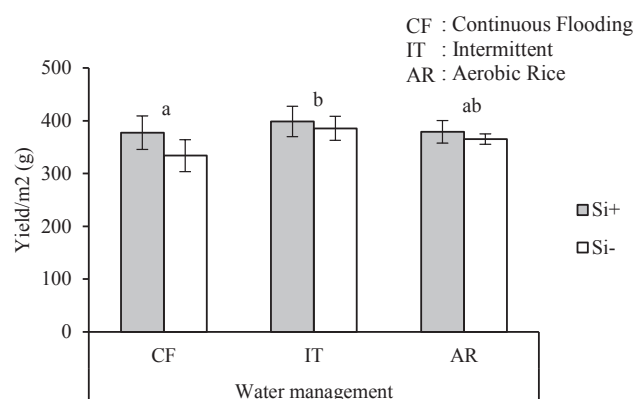 CF : Continuous Flooding
IT : Intermittent
AR : Aerobic Rice
500
400
300
200
100
0
Yield/m2 (g)
a
b
ab
Si+
Si-
CF
IT
AR
Water management